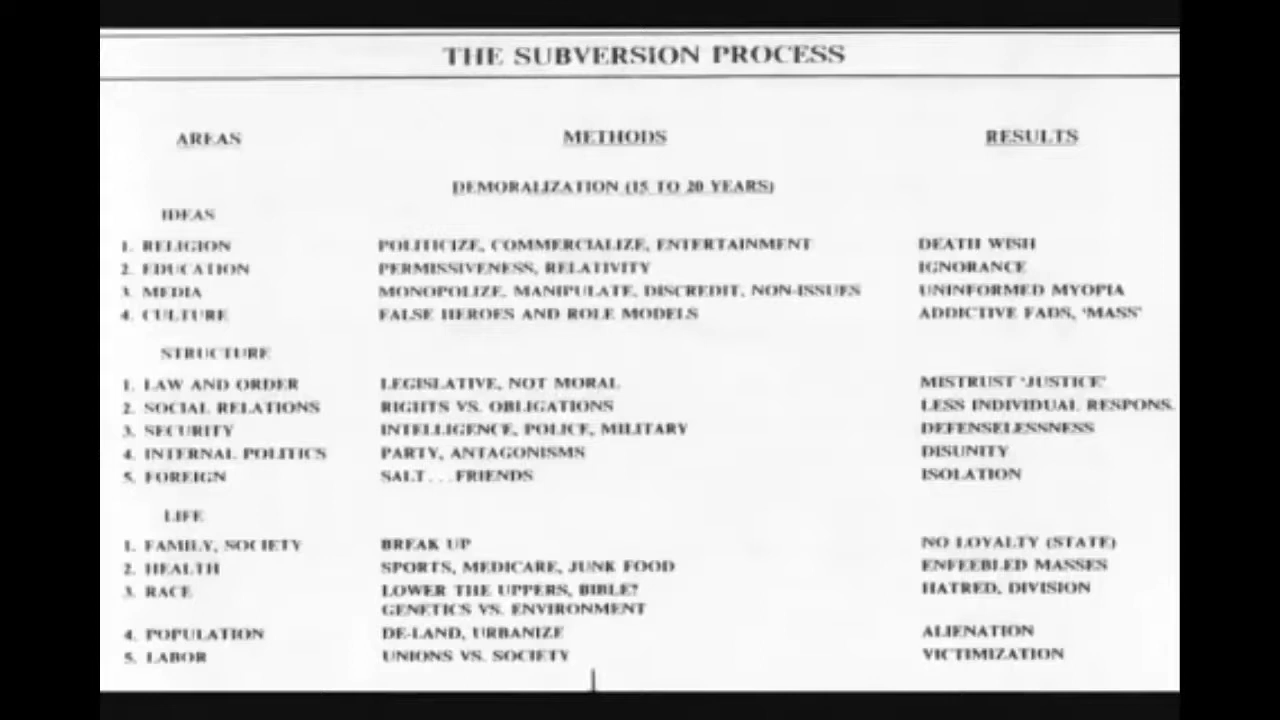 THE SUBVERSION PROCESS
AREAS METHODS RESULTS
DEMORALIZATION (15 TO 20 YEARS)
IDEAS
1. RELIGION POLITICIZE, COMMERCIALIZE, ENTERTAINMENT DEATH WISH
2. EDUCATION PERMISSIVENESS, RELATIVITY IGNORANCE
3. MEDIA MONOPOLIZE, MANIPULATE, DISCREDIT, NON-ISSUES UNINFORMED MYOPIA
4. CULTURE FALSE HEROES AND ROLE MODELS ADDICTIVE FADS, 'MASS'
STRUCTURE
1. LAW AND ORDER LEGISLATIVE, NOT MORAL MISTRUST 'JUSTICE'
2. SOCIAL RELATIONS RIGHTS VS. OBLIGATIONS LESS INDIVIDUAL RESPONS.
3. SECURITY INTELLIGENCE, POLICE, MILITARY DEFENSELESSNESS
4. INTERNAL POLITICS PARTY, ANTAGONISMS DISUNITY
5. FOREIGN SALT . . . FRIENDS ISOLATION
LIFE
1. FAMILY, SOCIETY BREAK UP NO LOYALTY (STATE)
2. HEALTH SPORTS, MEDICARE, JUNK FOOD ENFEEBLED MASSES
3. RACE LOWER THE UPPERS, BIBLE? HATRED, DIVISION
GENETICS VS. ENVIRONMENT
4. POPULATION DE-LAND, URBANIZE ALIENATION
5. LABOR UNIONS VS. SOCIETY VICTIMIZATION